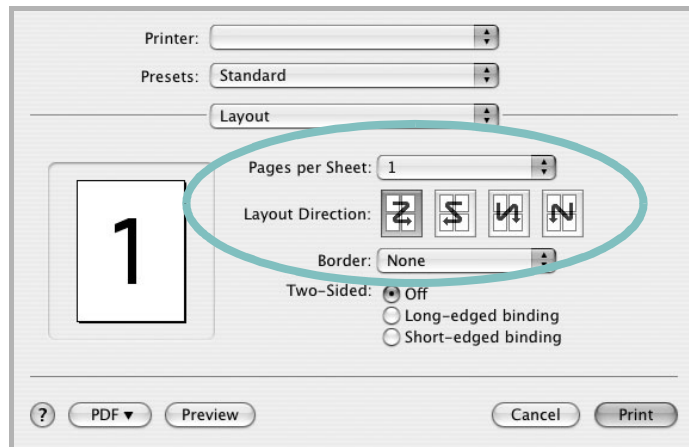 Printer:
Presets: Standard
Layout
Pages per Sheet: 1
Layout Direction:
1
Border: None
Two-Sided: Off
Long-edged binding
Short-edged binding
? PDF▼ Preview Cancel Print